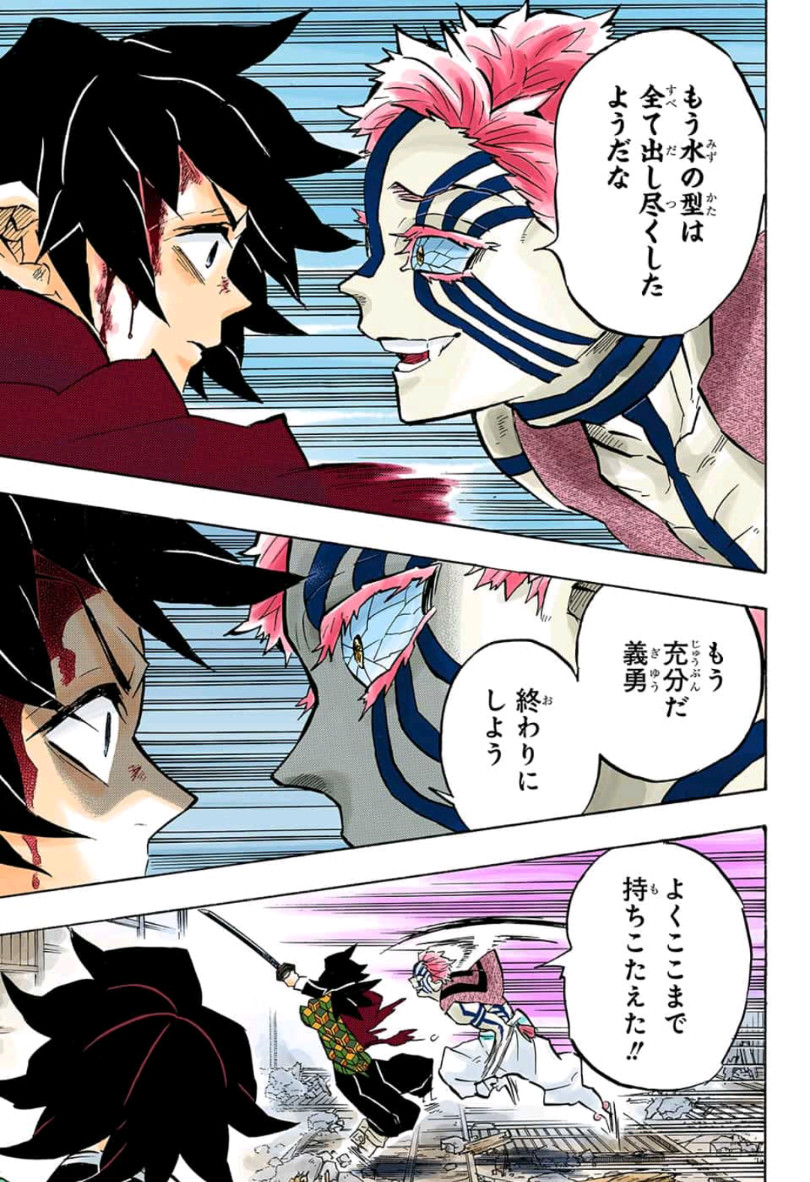 もう水の型は
全て出し尽くした
ようだな
もう
充分だ
義勇
終わりに
しよう
よくここまで
持ちこたえた!!